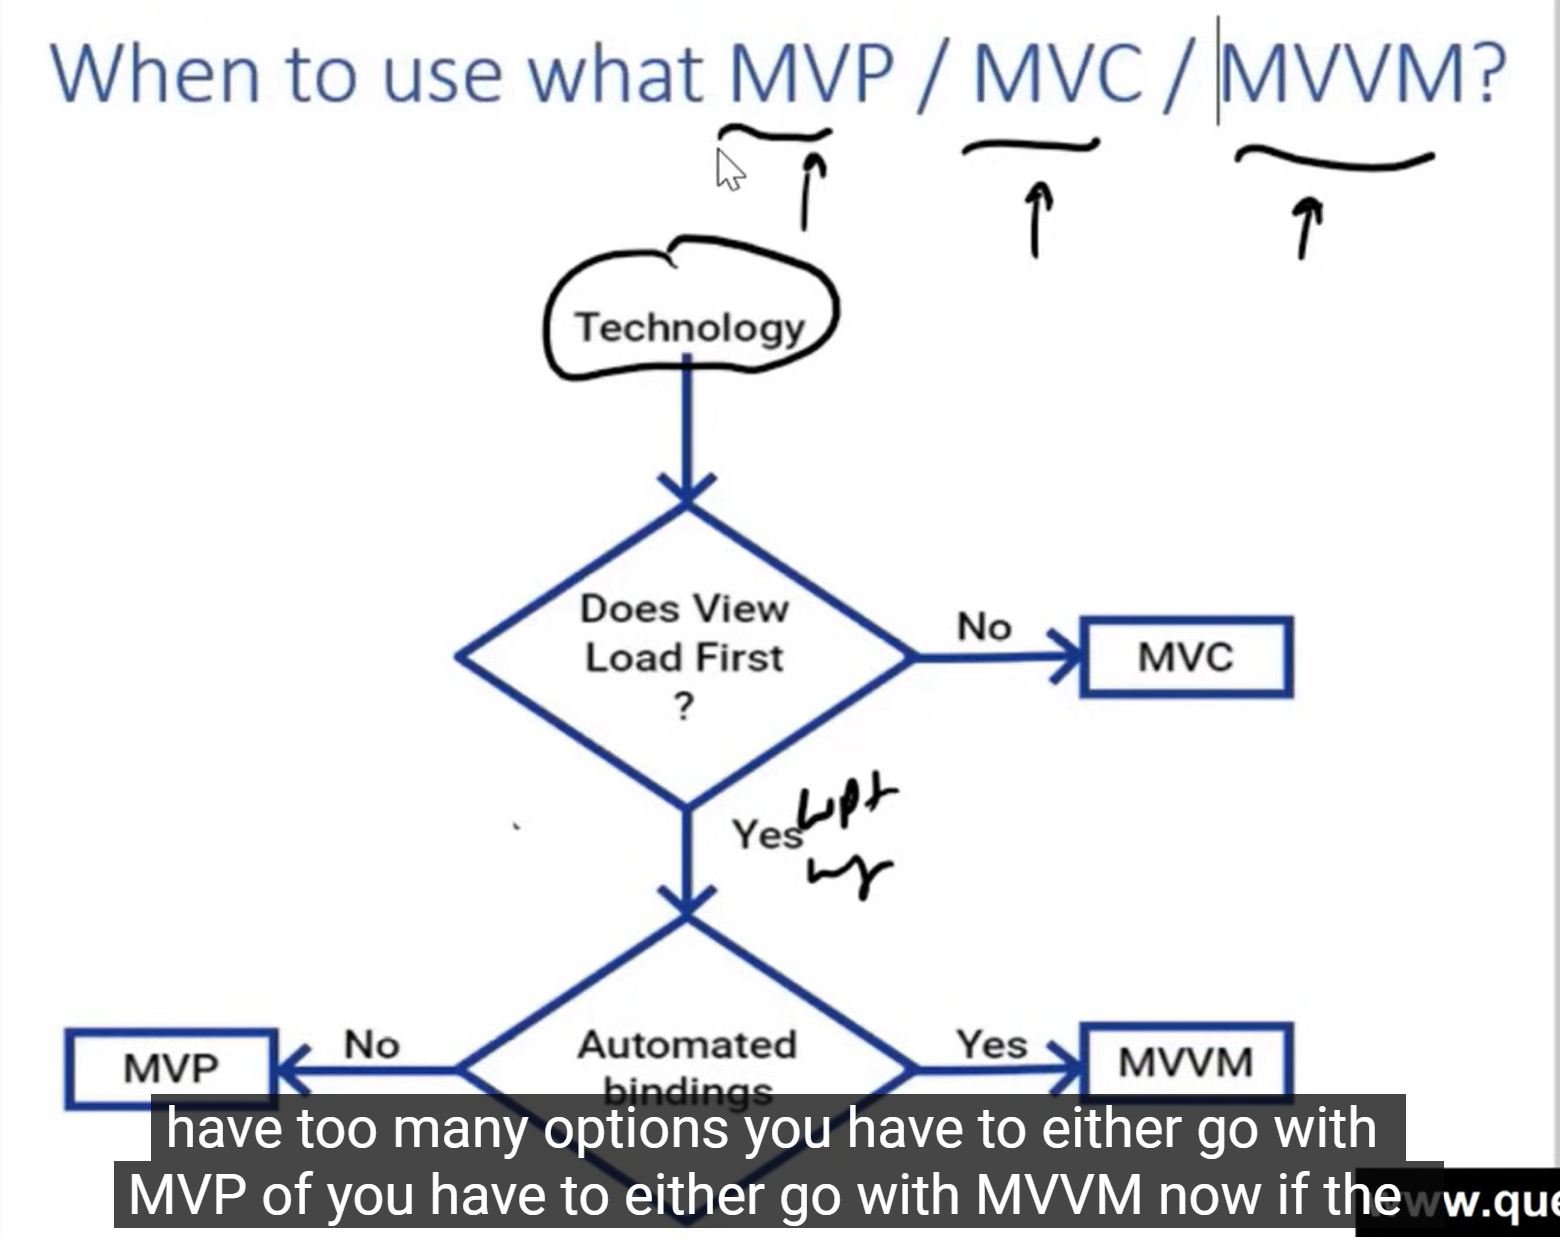 When to use what MVP / MVC / MVVM?
Technology
Does View
Load First
?
No
MVC
Yes
Automated
bindings
No
MVP
Yes
MVVM
have too many options you have to either go with
MVP of you have to either go with MVVM now if the
w.que